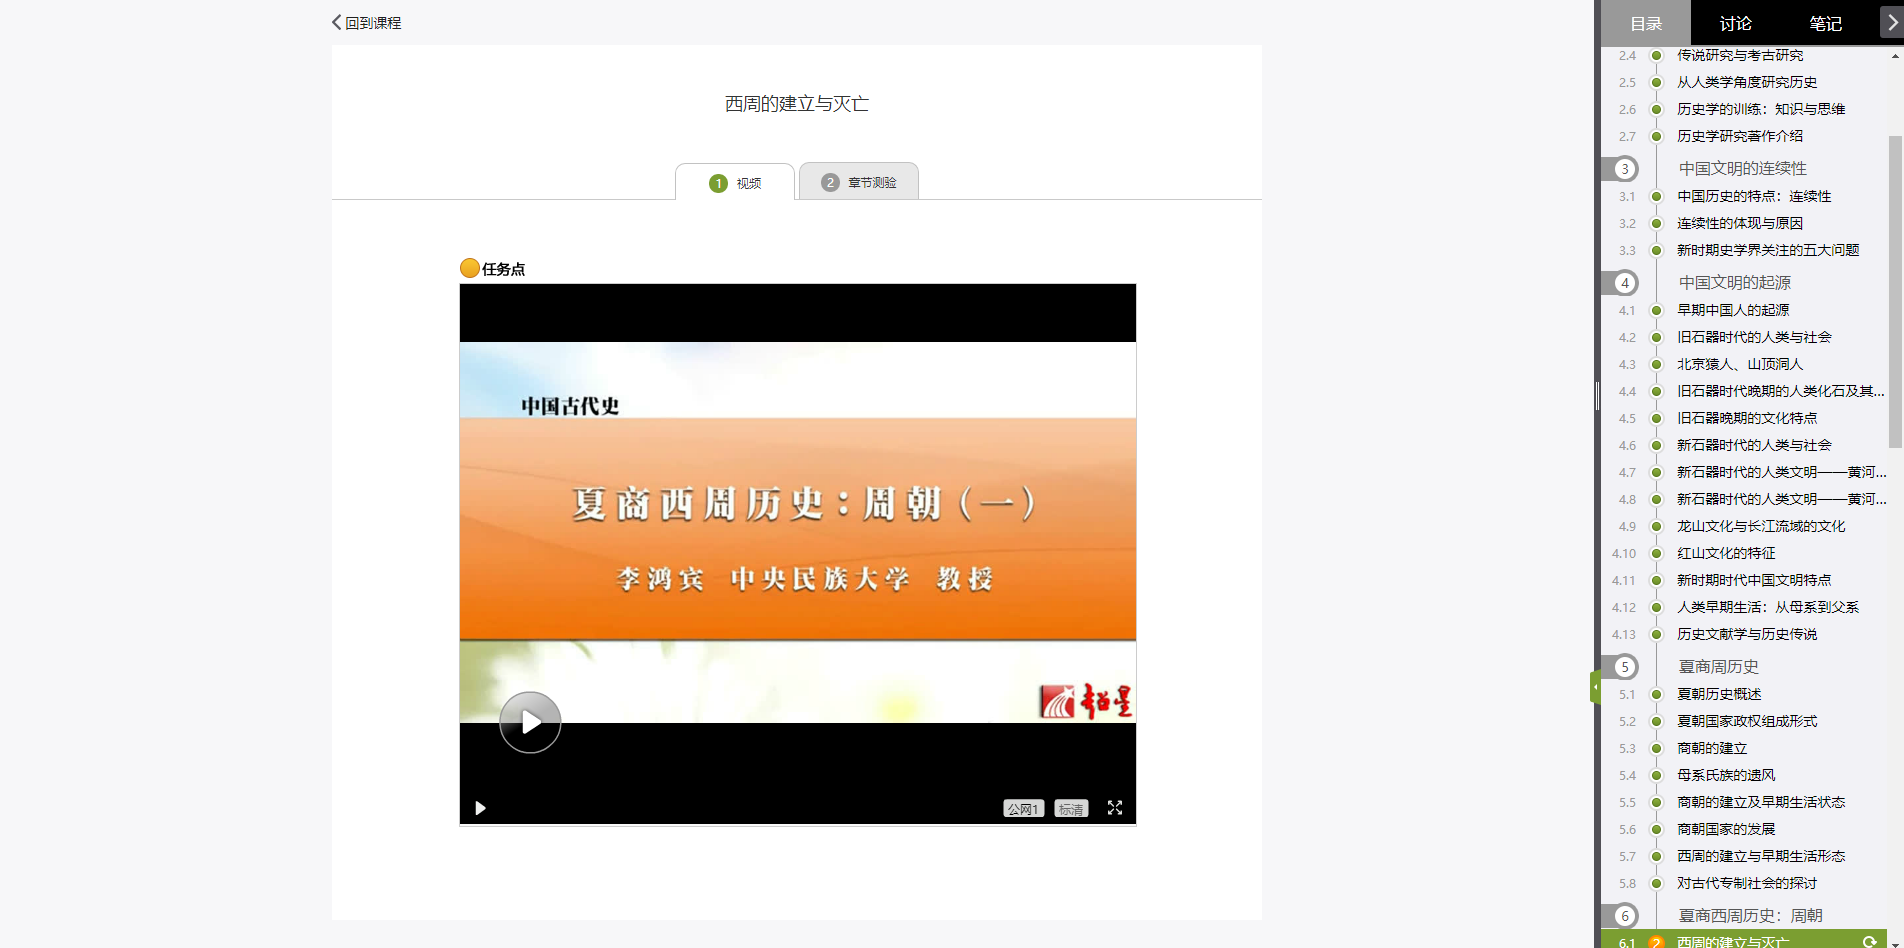 回到课程
西周的建立与灭亡
1 视频
2 章节测验
任务点
中国古代史
夏商西周历史：周朝（一）
李鸿宾 中央民族大学 教授
超星
公网1 标清
目录 讨论 笔记
2.4 传说研究与考古研究
2.5 从人类学角度研究历史
2.6 历史学的训练：知识与思维
2.7 历史学研究著作介绍
3 中国文明的连续性
3.1 中国历史的特点：连续性
3.2 连续性的体现与原因
3.3 新时期史学界关注的五大问题
4 中国文明的起源
4.1 早期中国人的起源
4.2 旧石器时代的人类与社会
4.3 北京猿人、山顶洞人
4.4 旧石器时代晚期的人类化石及其...
4.5 旧石器晚期的文化特点
4.6 新石器时代的人类与社会
4.7 新石器时代的人类文明——黄河...
4.8 新石器时代的人类文明——黄河...
4.9 龙山文化与长江流域的文化
4.10 红山文化的特征
4.11 新时期时代中国文明特点
4.12 人类早期生活：从母系到父系
4.13 历史文献学与历史传说
5 夏商周历史
5.1 夏朝历史概述
5.2 夏朝国家政权组成形式
5.3 商朝的建立
5.4 母系氏族的遗风
5.5 商朝的建立及早期生活状态
5.6 商朝国家的发展
5.7 西周的建立与早期生活形态
5.8 对古代专制社会的探讨
6 夏商西周历史：周朝
6.1 2 西周的建立与灭亡